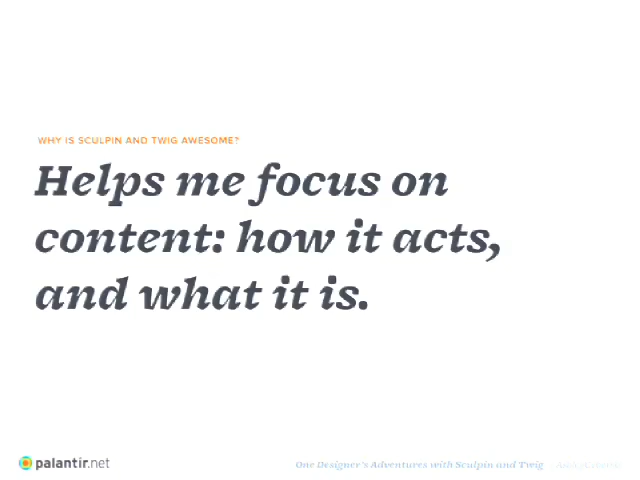 WHY IS SCULPIN AND TWIG AWESOME?
Helps me focus on
content: how it acts,
and what it is.
palantir.net
One Designer's Adventures with Sculpin and Twig